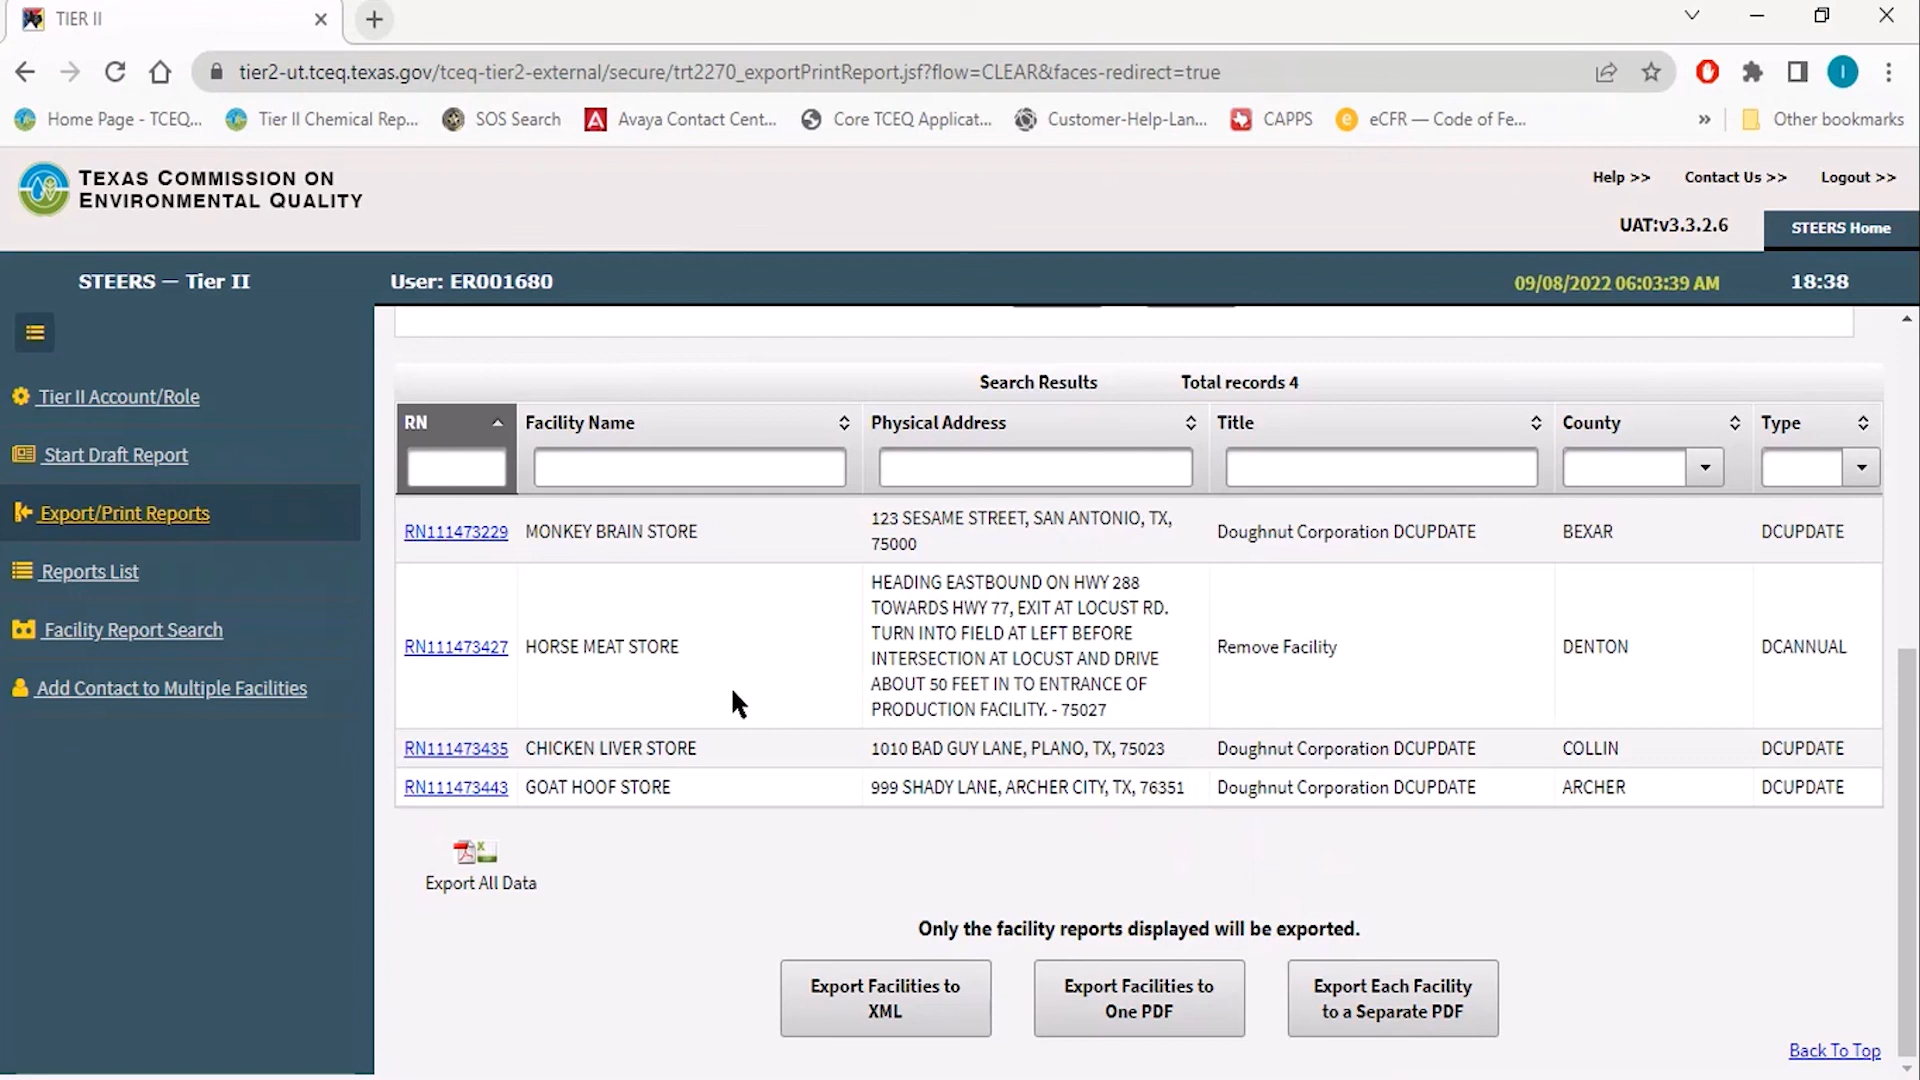 TIER II
tier2-ut.tceq.texas.gov/tceq-tier2-external/secure/trt2270_exportPrintReport.jsf?flow=CLEAR&faces-redirect=true
I
Home Page - TCEQ... Tier II Chemical Rep... SOS Search Avaya Contact Cent... Core TCEQ Applicat... Customer-Help-Lan... CAPPS eCFR — Code of Fe... » Other bookmarks
TEXAS COMMISSION ON
ENVIRONMENTAL QUALITY
Help >> Contact Us >> Logout >>
UAT:v3.3.2.6
STEERS Home
STEERS — Tier II User: ER001680 09/08/2022 06:03:39 AM 18:38
Tier II Account/Role
Start Draft Report
Export/Print Reports
Reports List
Facility Report Search
Add Contact to Multiple Facilities
Search Results Total records 4
RN Facility Name Physical Address Title County Type
RN111473229 MONKEY BRAIN STORE 123 SESAME STREET, SAN ANTONIO, TX, Doughnut Corporation DCUPDATE BEXAR DCUPDATE
75000
HEADING EASTBOUND ON HWY 288
TOWARDS HWY 77, EXIT AT LOCUST RD.
TURN INTO FIELD AT LEFT BEFORE
RN111473427 HORSE MEAT STORE INTERSECTION AT LOCUST AND DRIVE Remove Facility DENTON DCANNUAL
ABOUT 50 FEET IN TO ENTRANCE OF
PRODUCTION FACILITY. - 75027
RN111473435 CHICKEN LIVER STORE 1010 BAD GUY LANE, PLANO, TX, 75023 Doughnut Corporation DCUPDATE COLLIN DCUPDATE
RN111473443 GOAT HOOF STORE 999 SHADY LANE, ARCHER CITY, TX, 76351 Doughnut Corporation DCUPDATE ARCHER DCUPDATE
Export All Data
Only the facility reports displayed will be exported.
Export Facilities to
XML
Export Facilities to
One PDF
Export Each Facility
to a Separate PDF
Back To Top